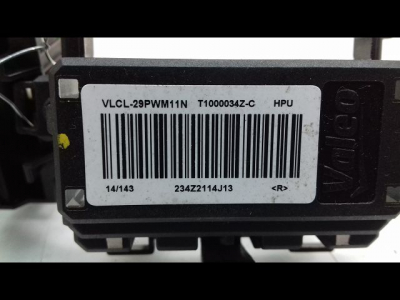 VLCL-29PWM11N T1000034Z-C HPU
14/143 234Z2114J13 <R>
Valeo